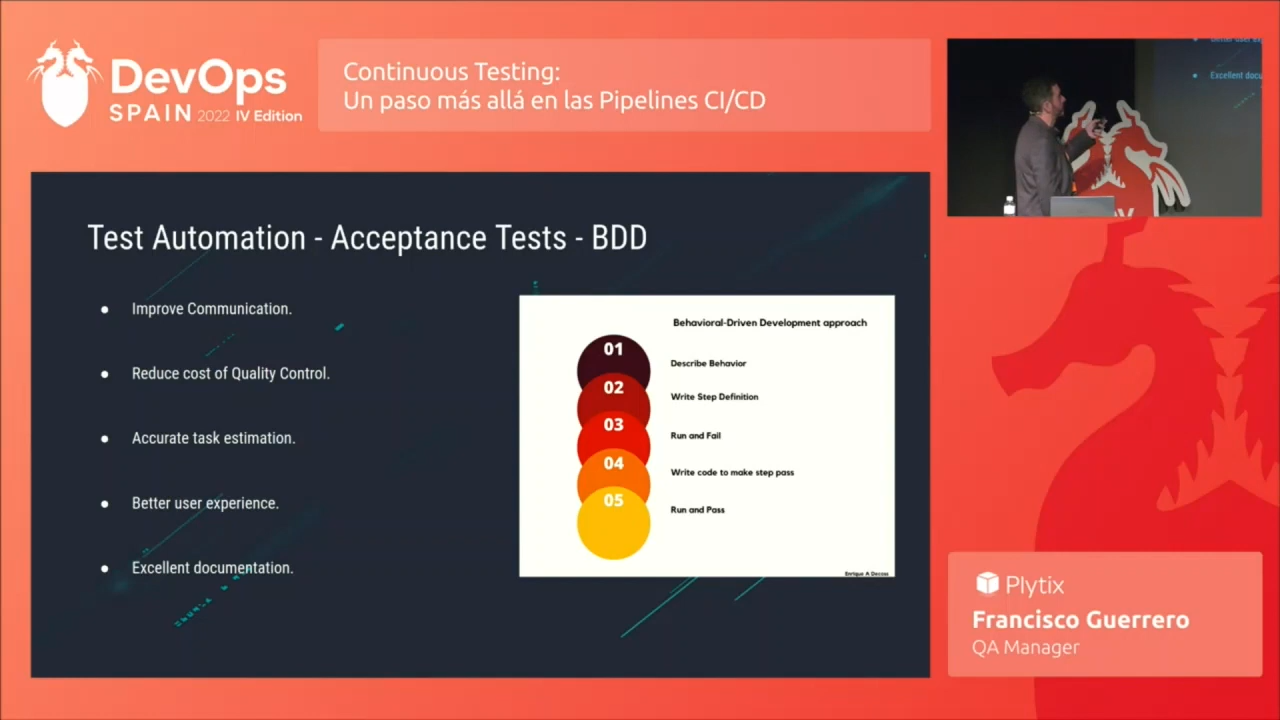 DevOps
SPAIN 2022 IV Edition
Continuous Testing:
Un paso más allá en las Pipelines CI/CD
Excellent docu
Test Automation - Acceptance Tests - BDD
● Improve Communication.
● Reduce cost of Quality Control.
● Accurate task estimation.
● Better user experience.
● Excellent documentation.
Behavioral-Driven Development approach
01 Describe Behavior
02 Write Step Definition
03 Run and Fail
04 Write code to make step pass
05 Run and Pass
Plytix
Francisco Guerrero
QA Manager